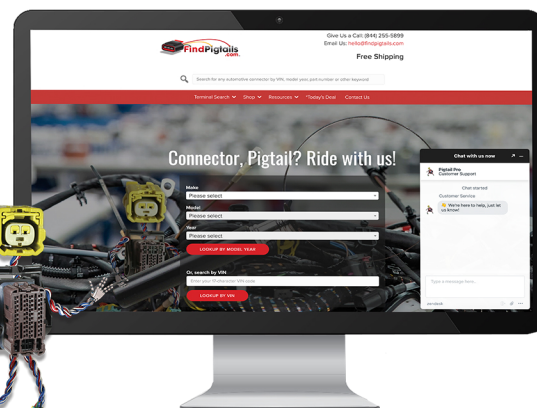 FindPigtails
.com.
Give Us a Call: (844) 255-5899
Email Us: hello@findpigtails.com
Free Shipping
Search for any automotive connector by VIN, model year, part number or other keyword
Terminal Search Shop Resources *Today's Deal Contact Us
Connector, Pigtail? Ride with us!
Make
Please select
Model
Please select
Year
Please select
LOOKUP BY MODEL YEAR
Or, search by VIN
Enter your 17-character VIN code
LOOKUP BY VIN
Chat with us now
Pigtail Pro
Customer Support
Chat started
Customer Service
We're here to help, just let
us know!
Type a message here...
zendesk